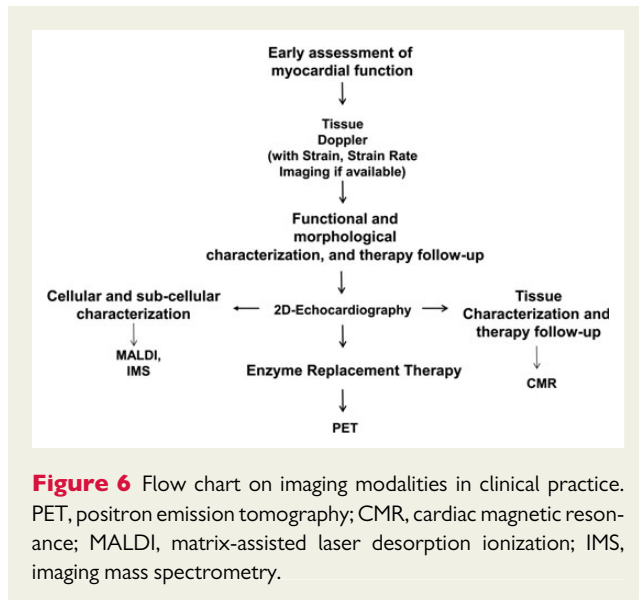 Early assessment of
myocardial function
Tissue
Doppler
(with Strain, Strain Rate
Imaging if available)
Functional and
morphological
characterization, and therapy follow-up
Cellular and sub-cellular
characterization
2D-Echocardiography
Tissue
Characterization and
therapy follow-up
MALDI,
IMS
Enzyme Replacement Therapy
CMR
PET
Figure 6 Flow chart on imaging modalities in clinical practice.
PET, positron emission tomography; CMR, cardiac magnetic reson-
ance; MALDI, matrix-assisted laser desorption ionization; IMS,
imaging mass spectrometry.